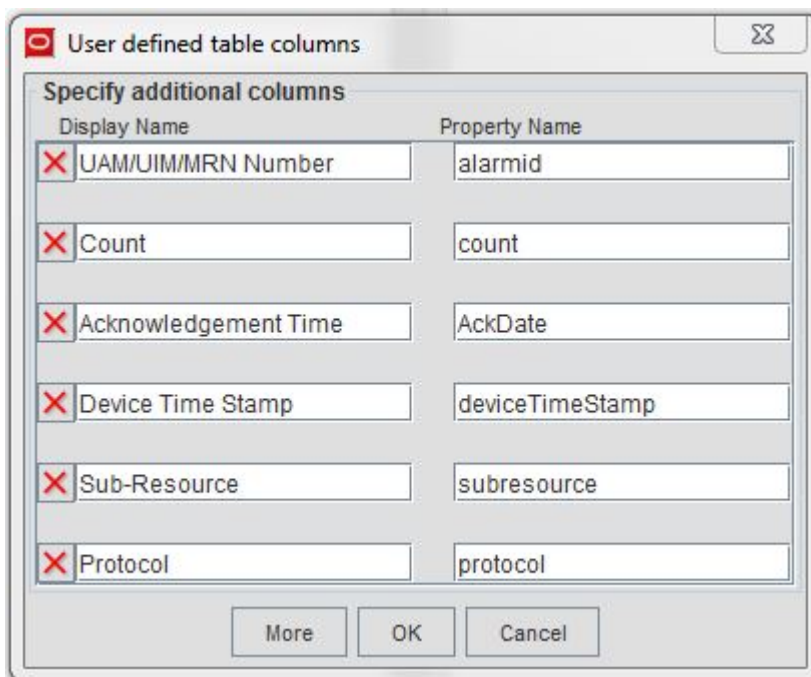 User defined table columns
Specify additional columns
Display Name Property Name
UAM/UIM/MRN Number alarmid
Count count
Acknowledgement Time AckDate
Device Time Stamp deviceTimeStamp
Sub-Resource subresource
Protocol protocol
More OK Cancel